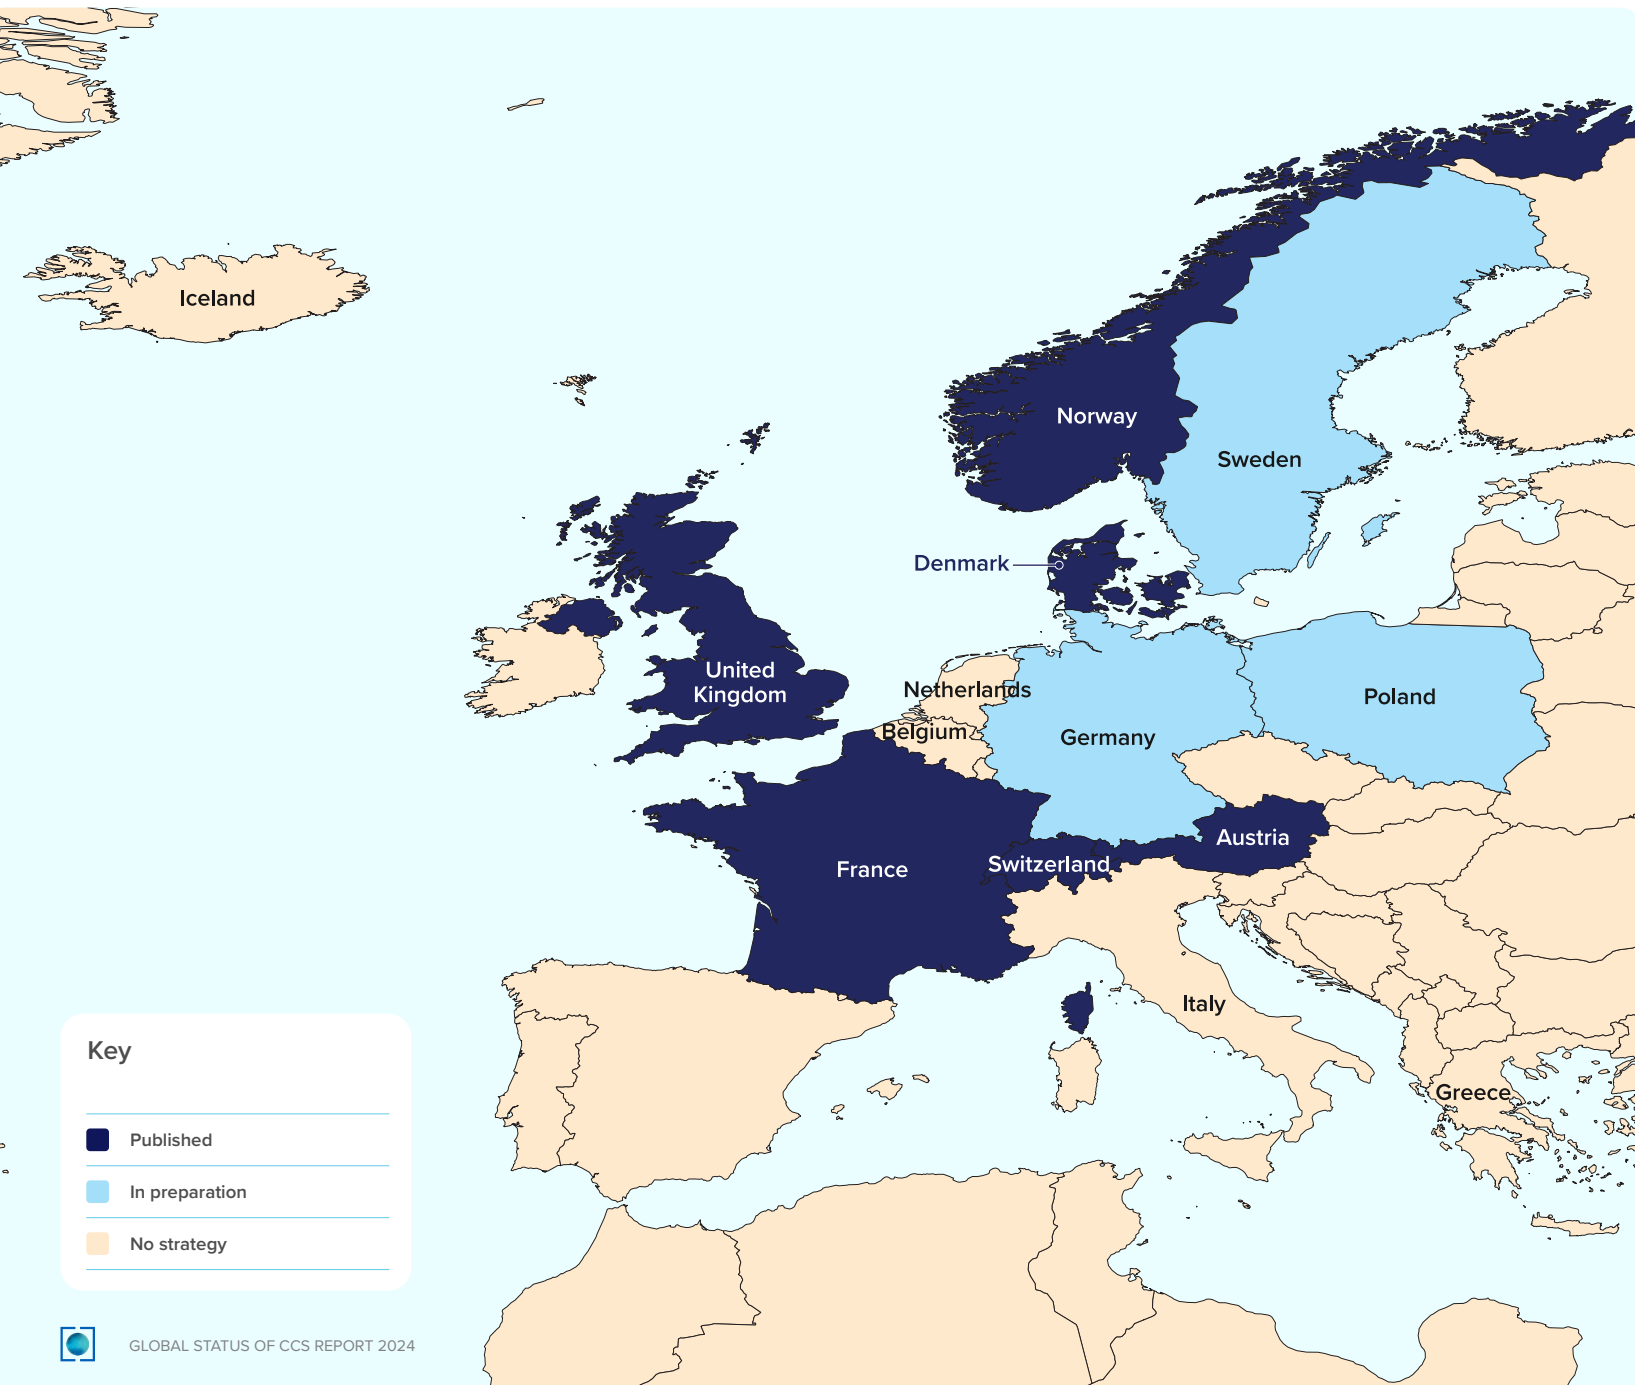 Iceland
Norway
Sweden
Denmark
United
Kingdom
Netherlands
Poland
Belgium
Germany
Austria
Switzerland
France
Italy
Greece
Key
Published
In preparation
No strategy
GLOBAL STATUS OF CCS REPORT 2024